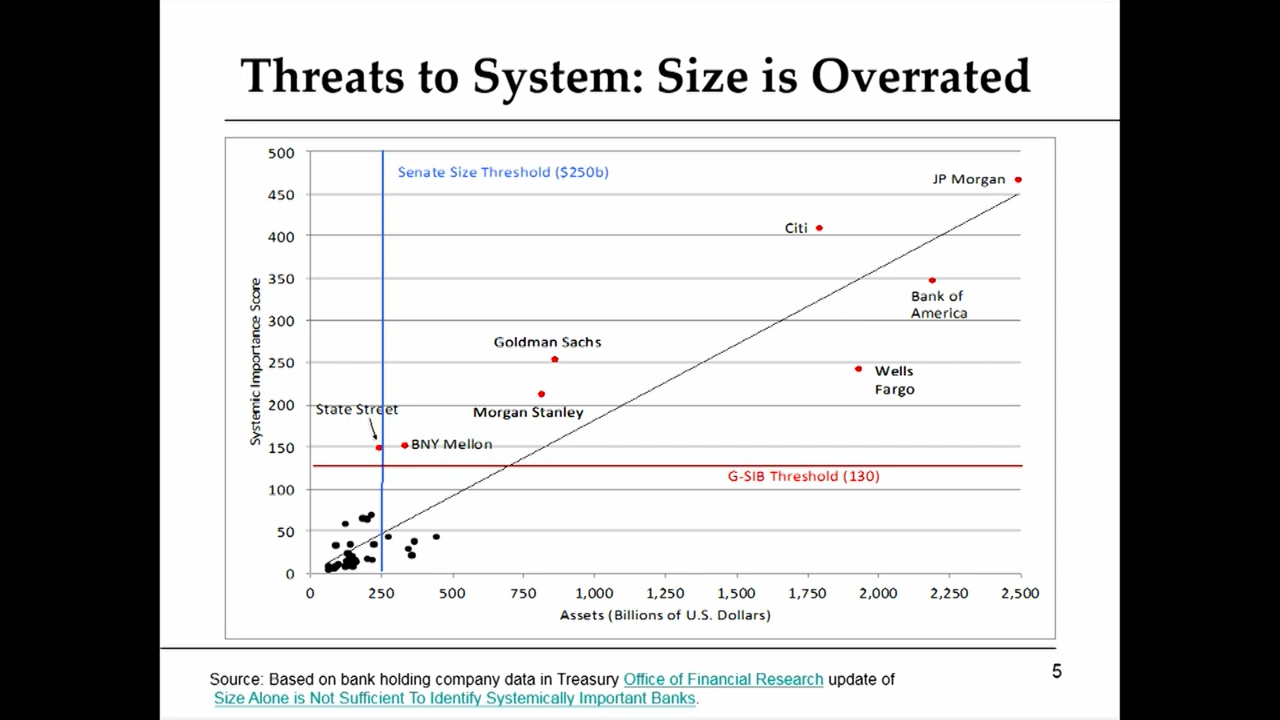 Threats to System: Size is Overrated
500
450
400
350
300
250
200
150
100
50
0
Systemic Importance Score
Senate Size Threshold ($250b)
JP Morgan
Citi
Bank of
America
Goldman Sachs
Wells
Fargo
Morgan Stanley
State Street
BNY Mellon
G-SIB Threshold (130)
0 250 500 750 1,000 1,250 1,500 1,750 2,000 2,250 2,500
Assets (Billions of U.S. Dollars)
Source: Based on bank holding company data in Treasury Office of Financial Research update of
Size Alone is Not Sufficient To Identify Systemically Important Banks.
5